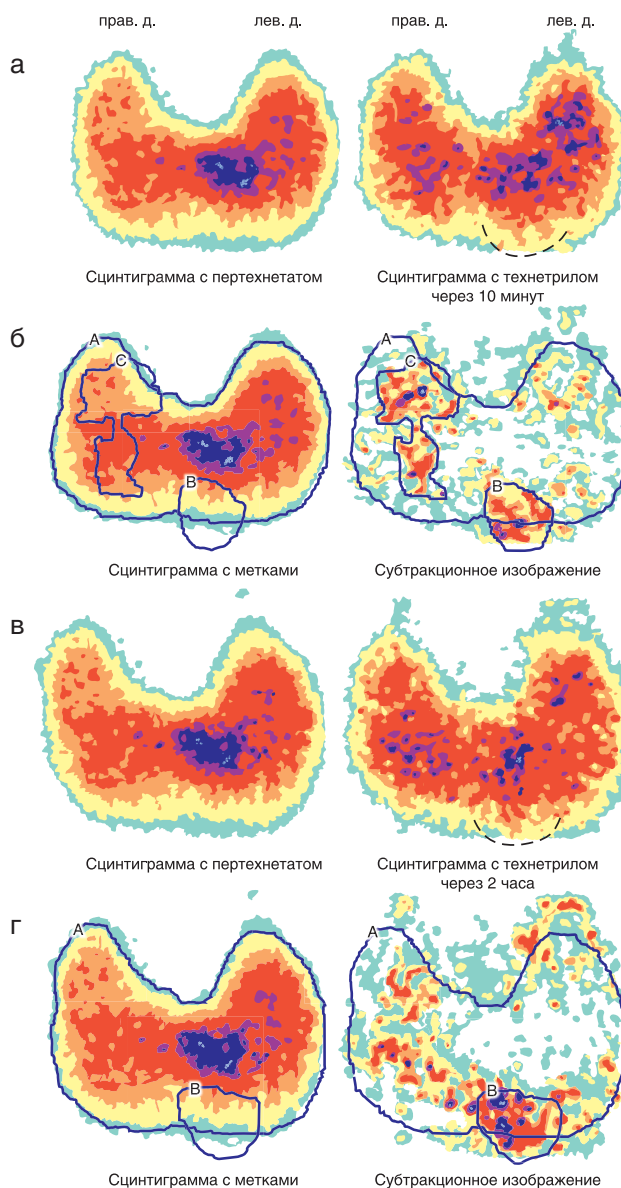 прав. д.
лев. д.
прав. д.
лев. д.
а
Сцинтиграмма с пертехнетатом
Сцинтиграмма с технетрилом
через 10 минут
б
A
C
B
A
C
B
Сцинтиграмма с метками
Субтракционное изображение
в
Сцинтиграмма с пертехнетатом
Сцинтиграмма с технетрилом
через 2 часа
г
A
B
A
B
Сцинтиграмма с метками
Субтракционное изображение